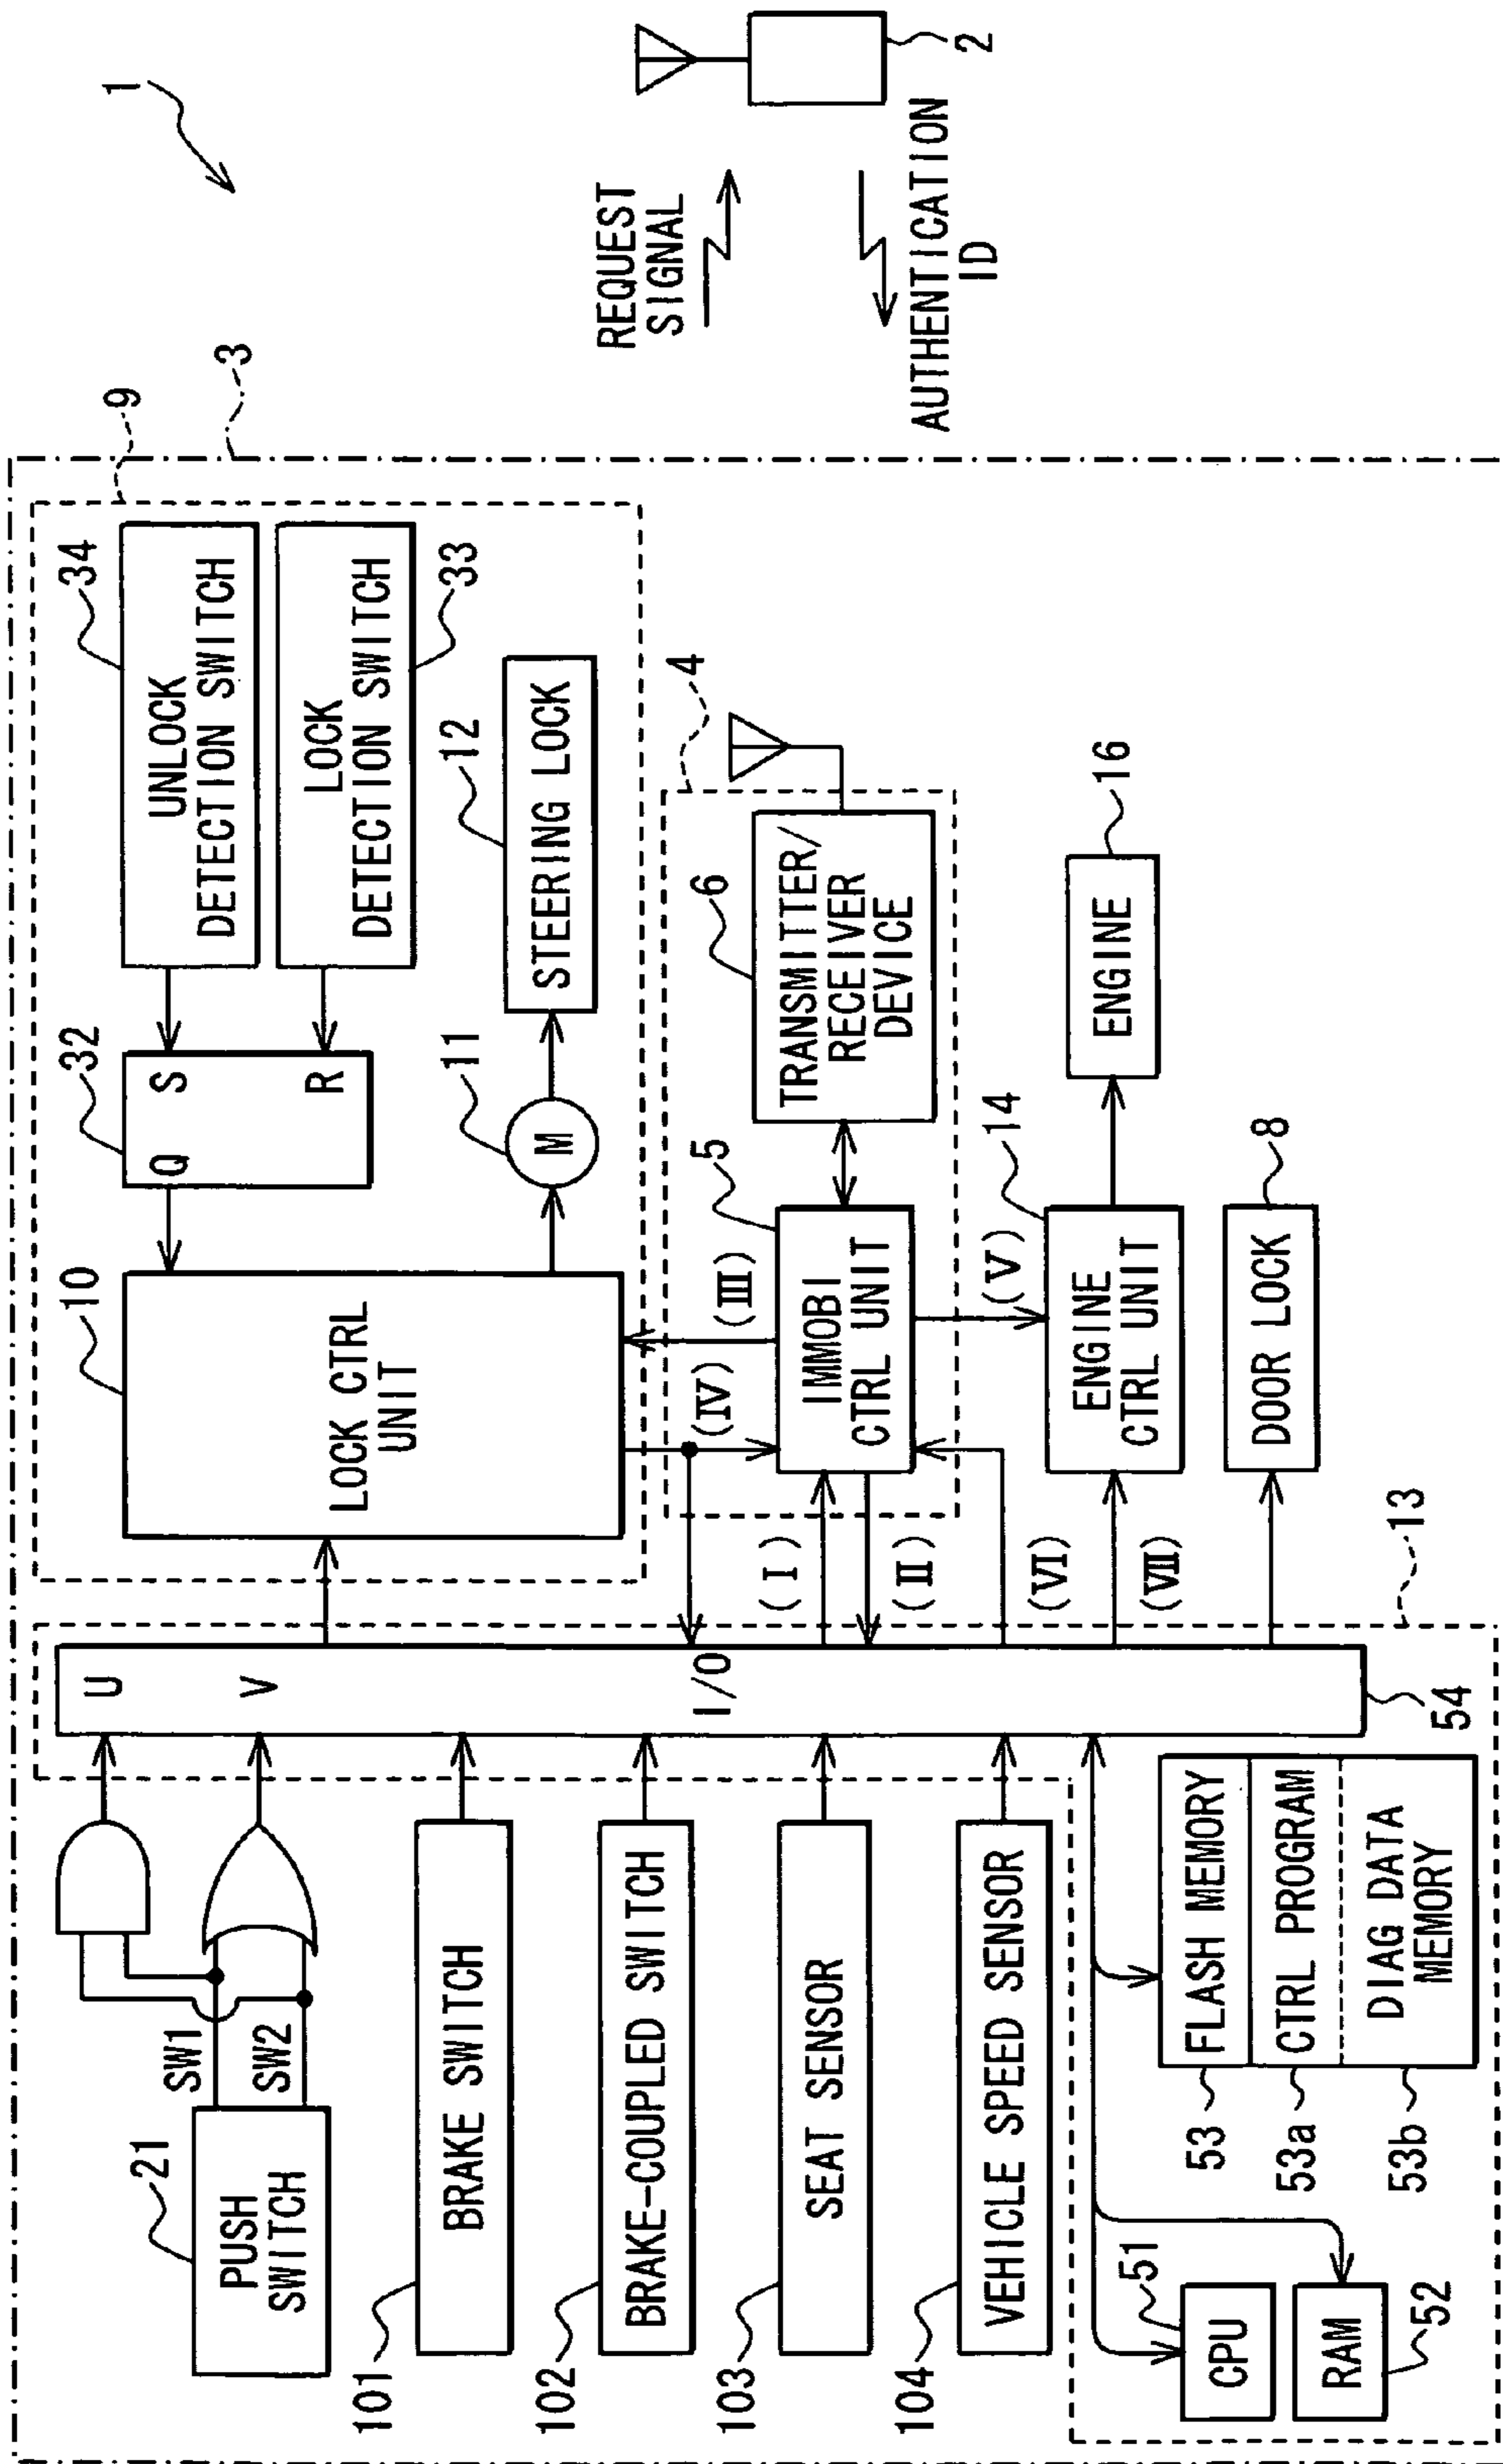 1
2
REQUEST
SIGNAL
AUTHENTICATION
ID
3
9
34
UNLOCK
DETECTION SWITCH
LOCK
DETECTION SWITCH
33
32
Q
S
R
10
LOCK CTRL
UNIT
11
M
12
STEERING LOCK
4
5
IMMOBI
CTRL UNIT
6
TRANSMITTER/
RECEIVER
DEVICE
(III)
(IV)
(V)
14
ENGINE
CTRL UNIT
16
ENGINE
8
DOOR LOCK
(I)
(II)
(VI)
(VII)
13
U
V
I/O
54
21
PUSH
SWITCH
SW1
SW2
101
BRAKE SWITCH
102
BRAKE-COUPLED SWITCH
103
SEAT SENSOR
104
VEHICLE SPEED SENSOR
51
CPU
RAM
52
FLASH MEMORY
CTRL PROGRAM
DIAG DATA
MEMORY
53
53a
53b